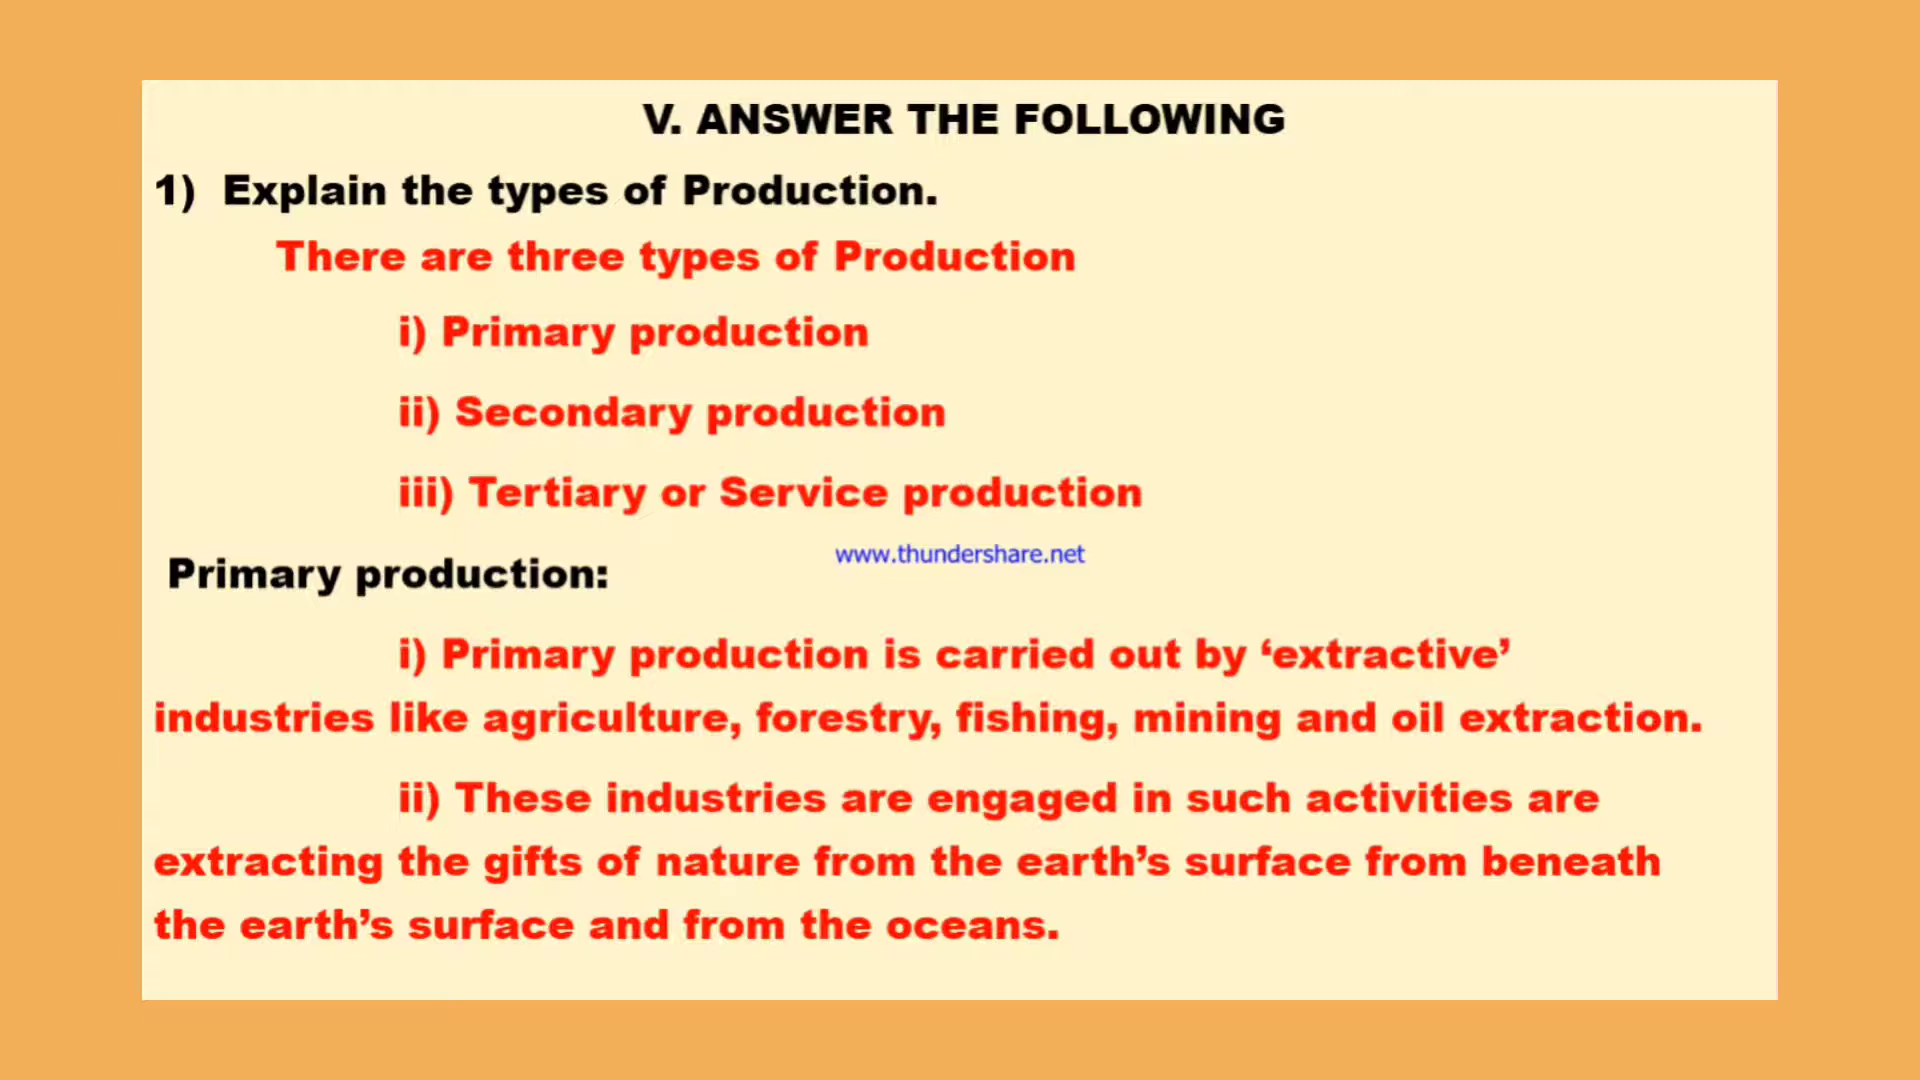 V. ANSWER THE FOLLOWING
1) Explain the types of Production.
There are three types of Production
i) Primary production
ii) Secondary production
iii) Tertiary or Service production
www.thundershare.net
Primary production:
i) Primary production is carried out by ‘extractive’
industries like agriculture, forestry, fishing, mining and oil extraction.
ii) These industries are engaged in such activities are
extracting the gifts of nature from the earth’s surface from beneath
the earth’s surface and from the oceans.